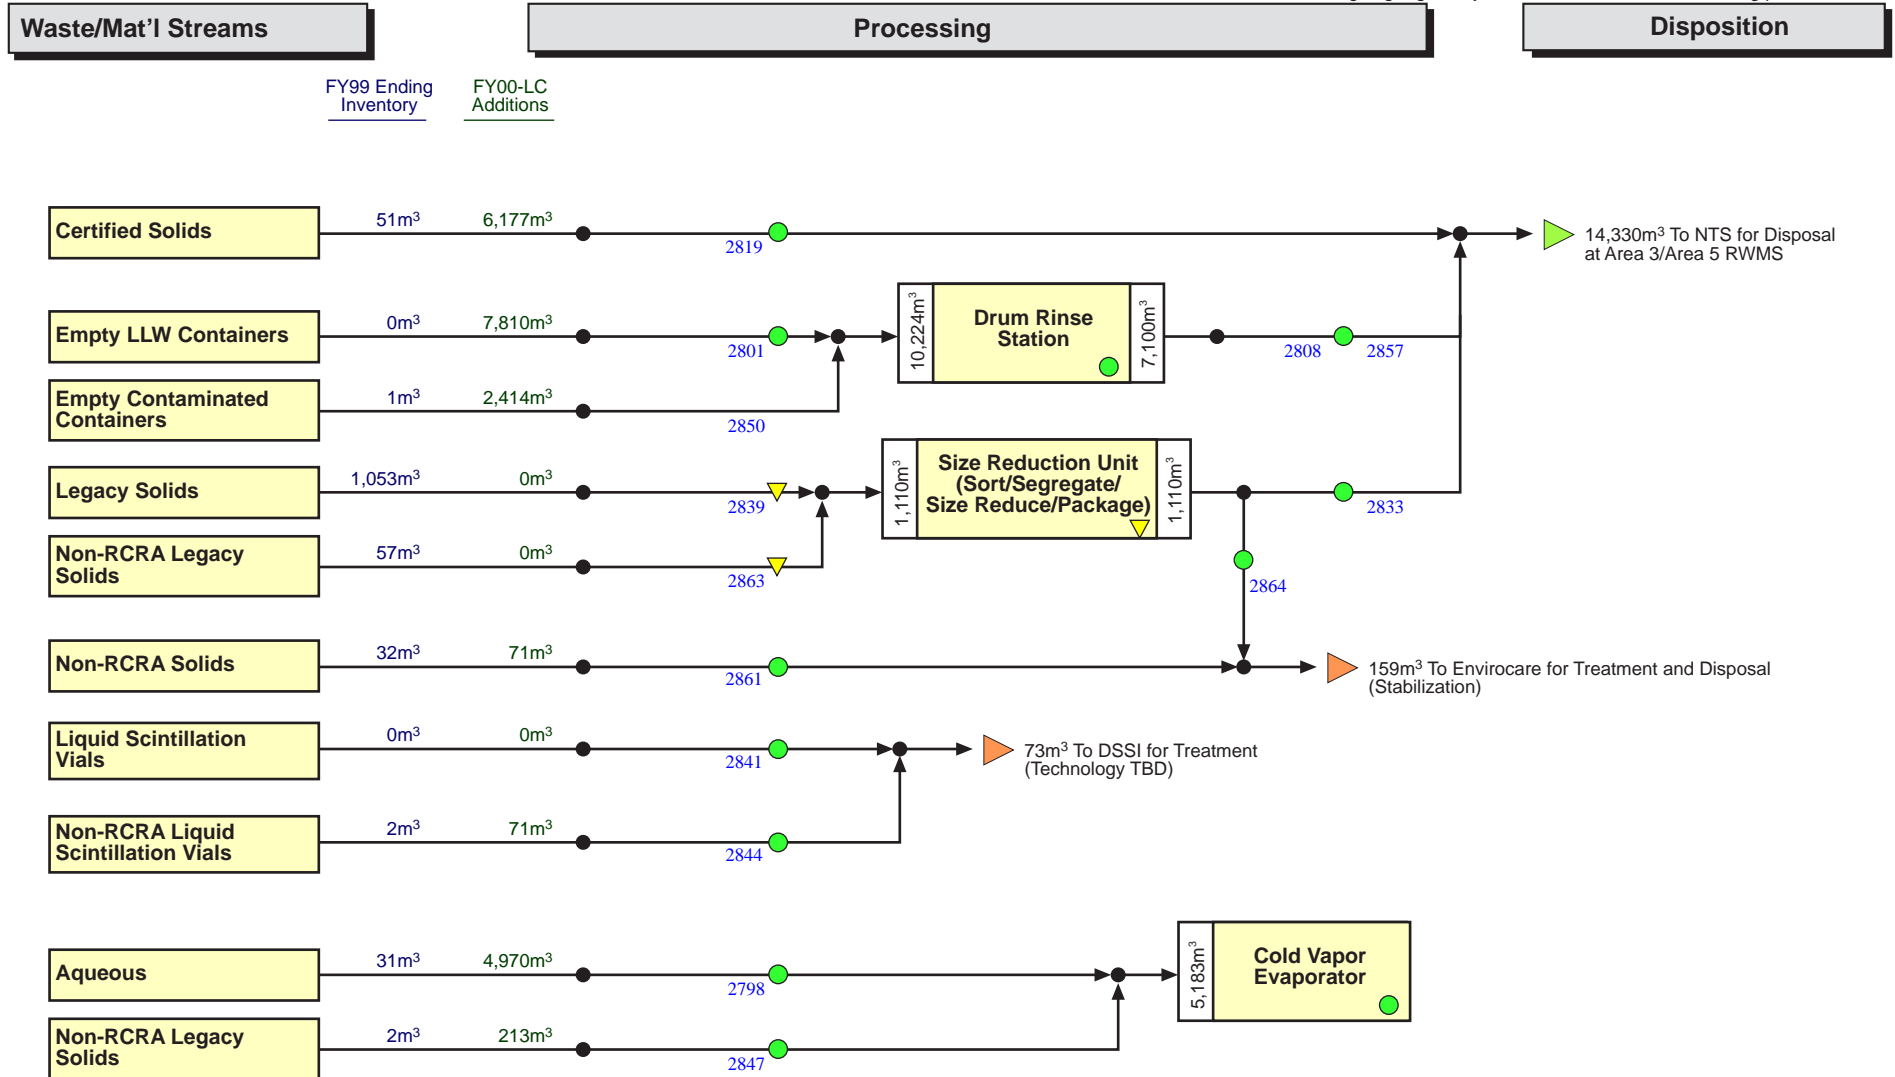 Waste/Mat'l Streams
Processing
Disposition
FY99 Ending
Inventory
FY00-LC
Additions
Certified Solids
51m³
6,177m³
2819
14,330m³ To NTS for Disposal
at Area 3/Area 5 RWMS
Empty LLW Containers
0m³
7,810m³
2801
10,224m³
Drum Rinse
Station
7,100m³
2808
2857
Empty Contaminated
Containers
1m³
2,414m³
2850
Legacy Solids
1,053m³
0m³
2839
1,110m³
Size Reduction Unit
(Sort/Segregate/
Size Reduce/Package)
1,110m³
2833
Non-RCRA Legacy
Solids
57m³
0m³
2863
2864
Non-RCRA Solids
32m³
71m³
2861
159m³ To Envirocare for Treatment and Disposal
(Stabilization)
Liquid Scintillation
Vials
0m³
0m³
2841
73m³ To DSSI for Treatment
(Technology TBD)
Non-RCRA Liquid
Scintillation Vials
2m³
71m³
2844
Aqueous
31m³
4,970m³
2798
5,183m³
Cold Vapor
Evaporator
Non-RCRA Legacy
Solids
2m³
213m³
2847